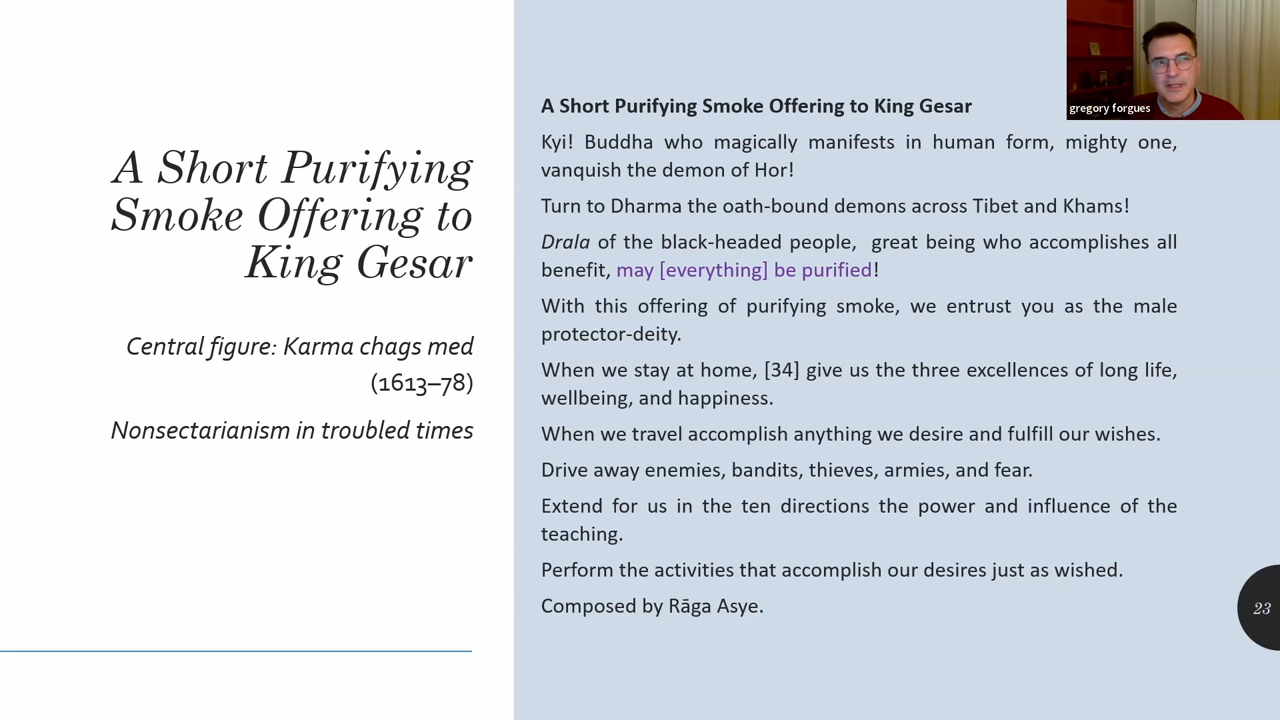 A Short Purifying
Smoke Offering to
King Gesar
Central figure: Karma chags med
(1613–78)
Nonsectarianism in troubled times
A Short Purifying Smoke Offering to King Gesar
Kyi! Buddha who magically manifests in human form, mighty one,
vanquish the demon of Hor!
Turn to Dharma the oath-bound demons across Tibet and Khams!
Drala of the black-headed people, great being who accomplishes all
benefit, may [everything] be purified!
With this offering of purifying smoke, we entrust you as the male
protector-deity.
When we stay at home, [34] give us the three excellences of long life,
wellbeing, and happiness.
When we travel accomplish anything we desire and fulfill our wishes.
Drive away enemies, bandits, thieves, armies, and fear.
Extend for us in the ten directions the power and influence of the
teaching.
Perform the activities that accomplish our desires just as wished.
Composed by Rāga Asye.
gregory forgues
23